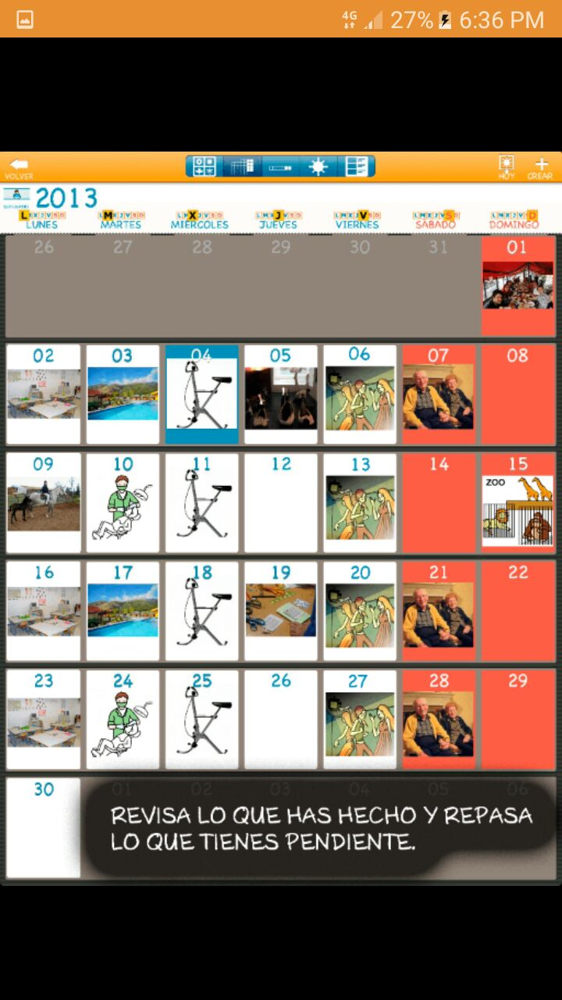 4G 27% 6:36 PM
VOLVER HOY CREAR
2013
L M X J V S D L M X J V S D L M X J V S D L M X J V S D L M X J V S D L M X J V S D L M X J V S D
LUNES MARTES MIÉRCOLES JUEVES VIERNES SÁBADO DOMINGO
26 27 28 29 30 31 01
02 03 04 05 06 07 08
09 10 11 12 13 14 15
ZOO
16 17 18 19 20 21 22
23 24 25 26 27 28 29
30 01 02 03 04 05 06
REVISA LO QUE HAS HECHO Y REPASA
LO QUE TIENES PENDIENTE.